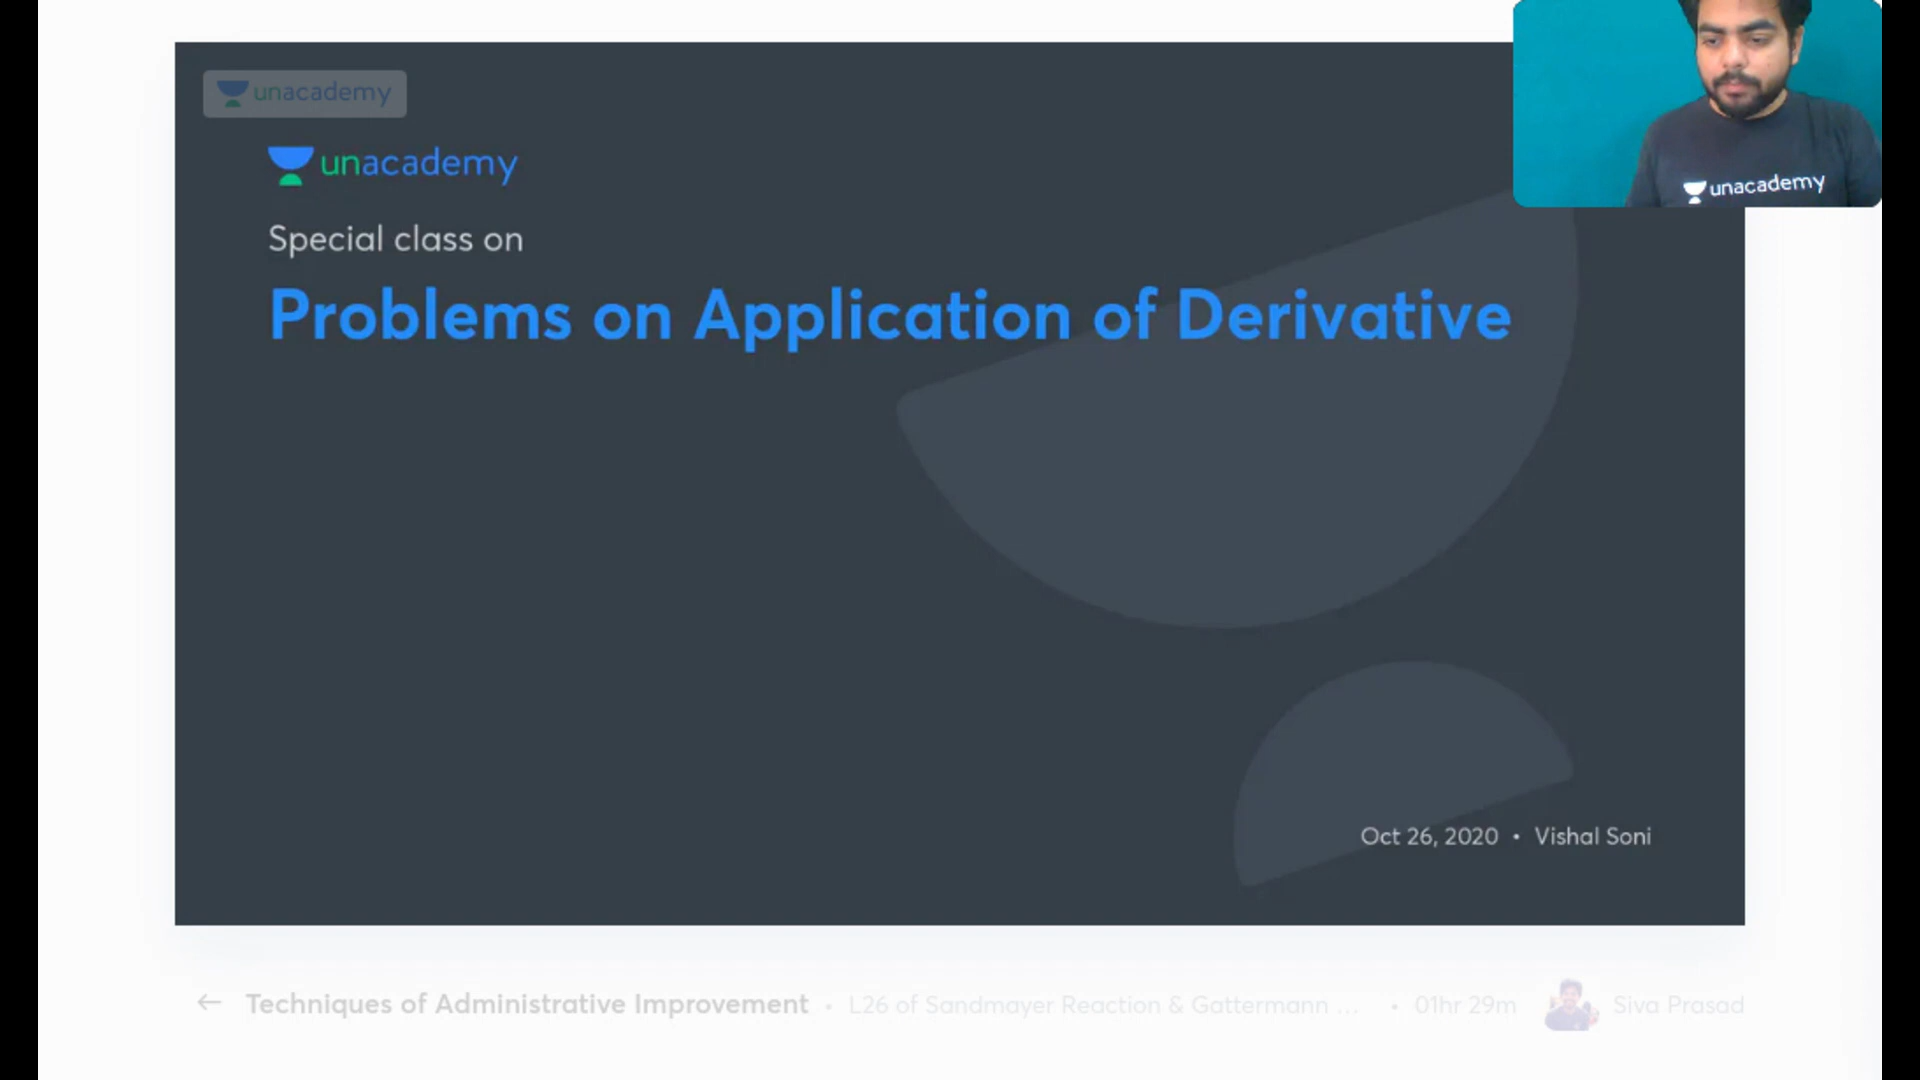 unacademy
unacademy
unacademy
Special class on
Problems on Application of Derivative
Oct 26, 2020 • Vishal Soni
← Techniques of Administrative Improvement • L26 of Sandmayer Reaction & Gattermann ... • 01hr 29m Siva Prasad